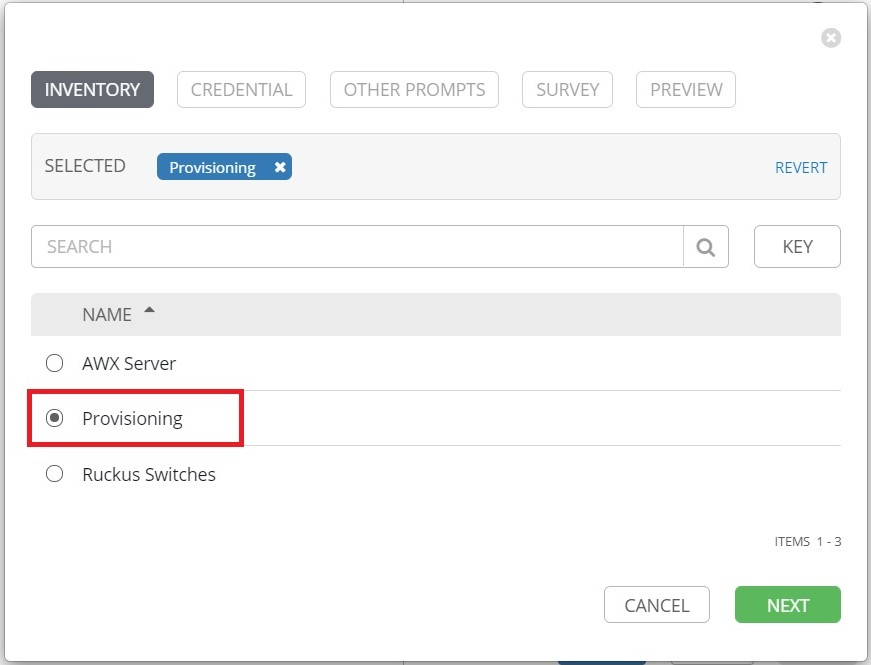 INVENTORY CREDENTIAL OTHER PROMPTS SURVEY PREVIEW
SELECTED Provisioning REVERT
SEARCH KEY
NAME
AWX Server
Provisioning
Ruckus Switches
ITEMS 1 - 3
CANCEL NEXT